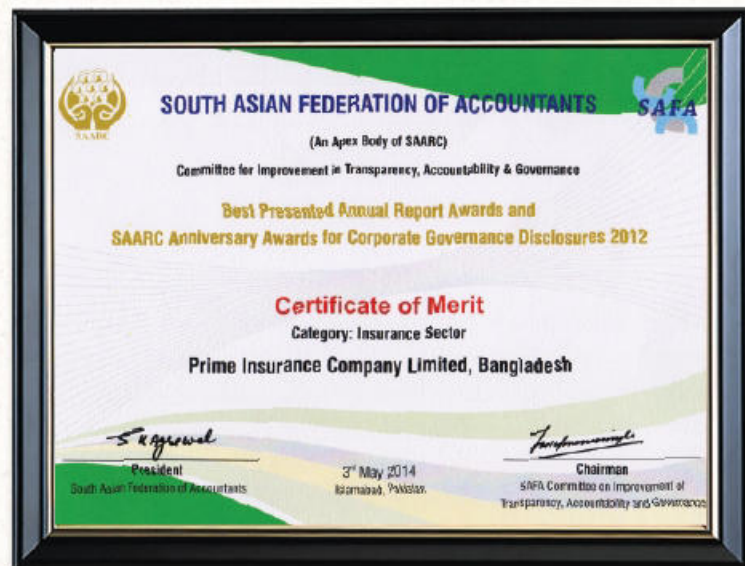 SAARC
SOUTH ASIAN FEDERATION OF ACCOUNTANTS
SAFA
(An Apex Body of SAARC)
Committee for Improvement in Transparency, Accountability & Governance
Best Presented Annual Report Awards and
SAARC Anniversary Awards for Corporate Governance Disclosures 2012
Certificate of Merit
Category: Insurance Sector
Prime Insurance Company Limited, Bangladesh
President
South Asian Federation of Accountants
3rd May 2014
Islamabad, Pakistan.
Chairman
SAFA Committee on Improvement of
Transparency, Accountability and Governance